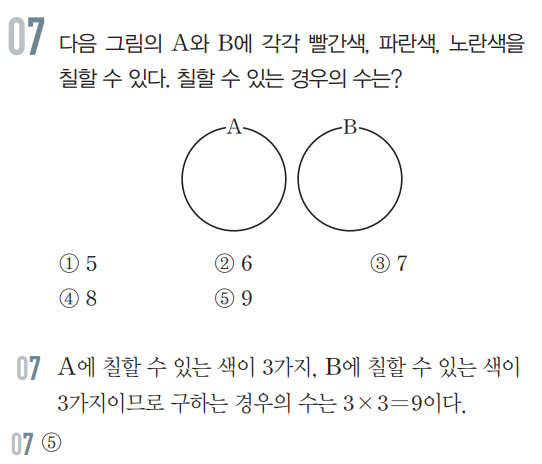 07 다음 그림의 A와 B에 각각 빨간색, 파란색, 노란색을
칠할 수 있다. 칠할 수 있는 경우의 수는?
A B
① 5 ② 6 ③ 7
④ 8 ⑤ 9
07 A에 칠할 수 있는 색이 3가지, B에 칠할 수 있는 색이
3가지이므로 구하는 경우의 수는 3×3=9이다.
07 ⑤